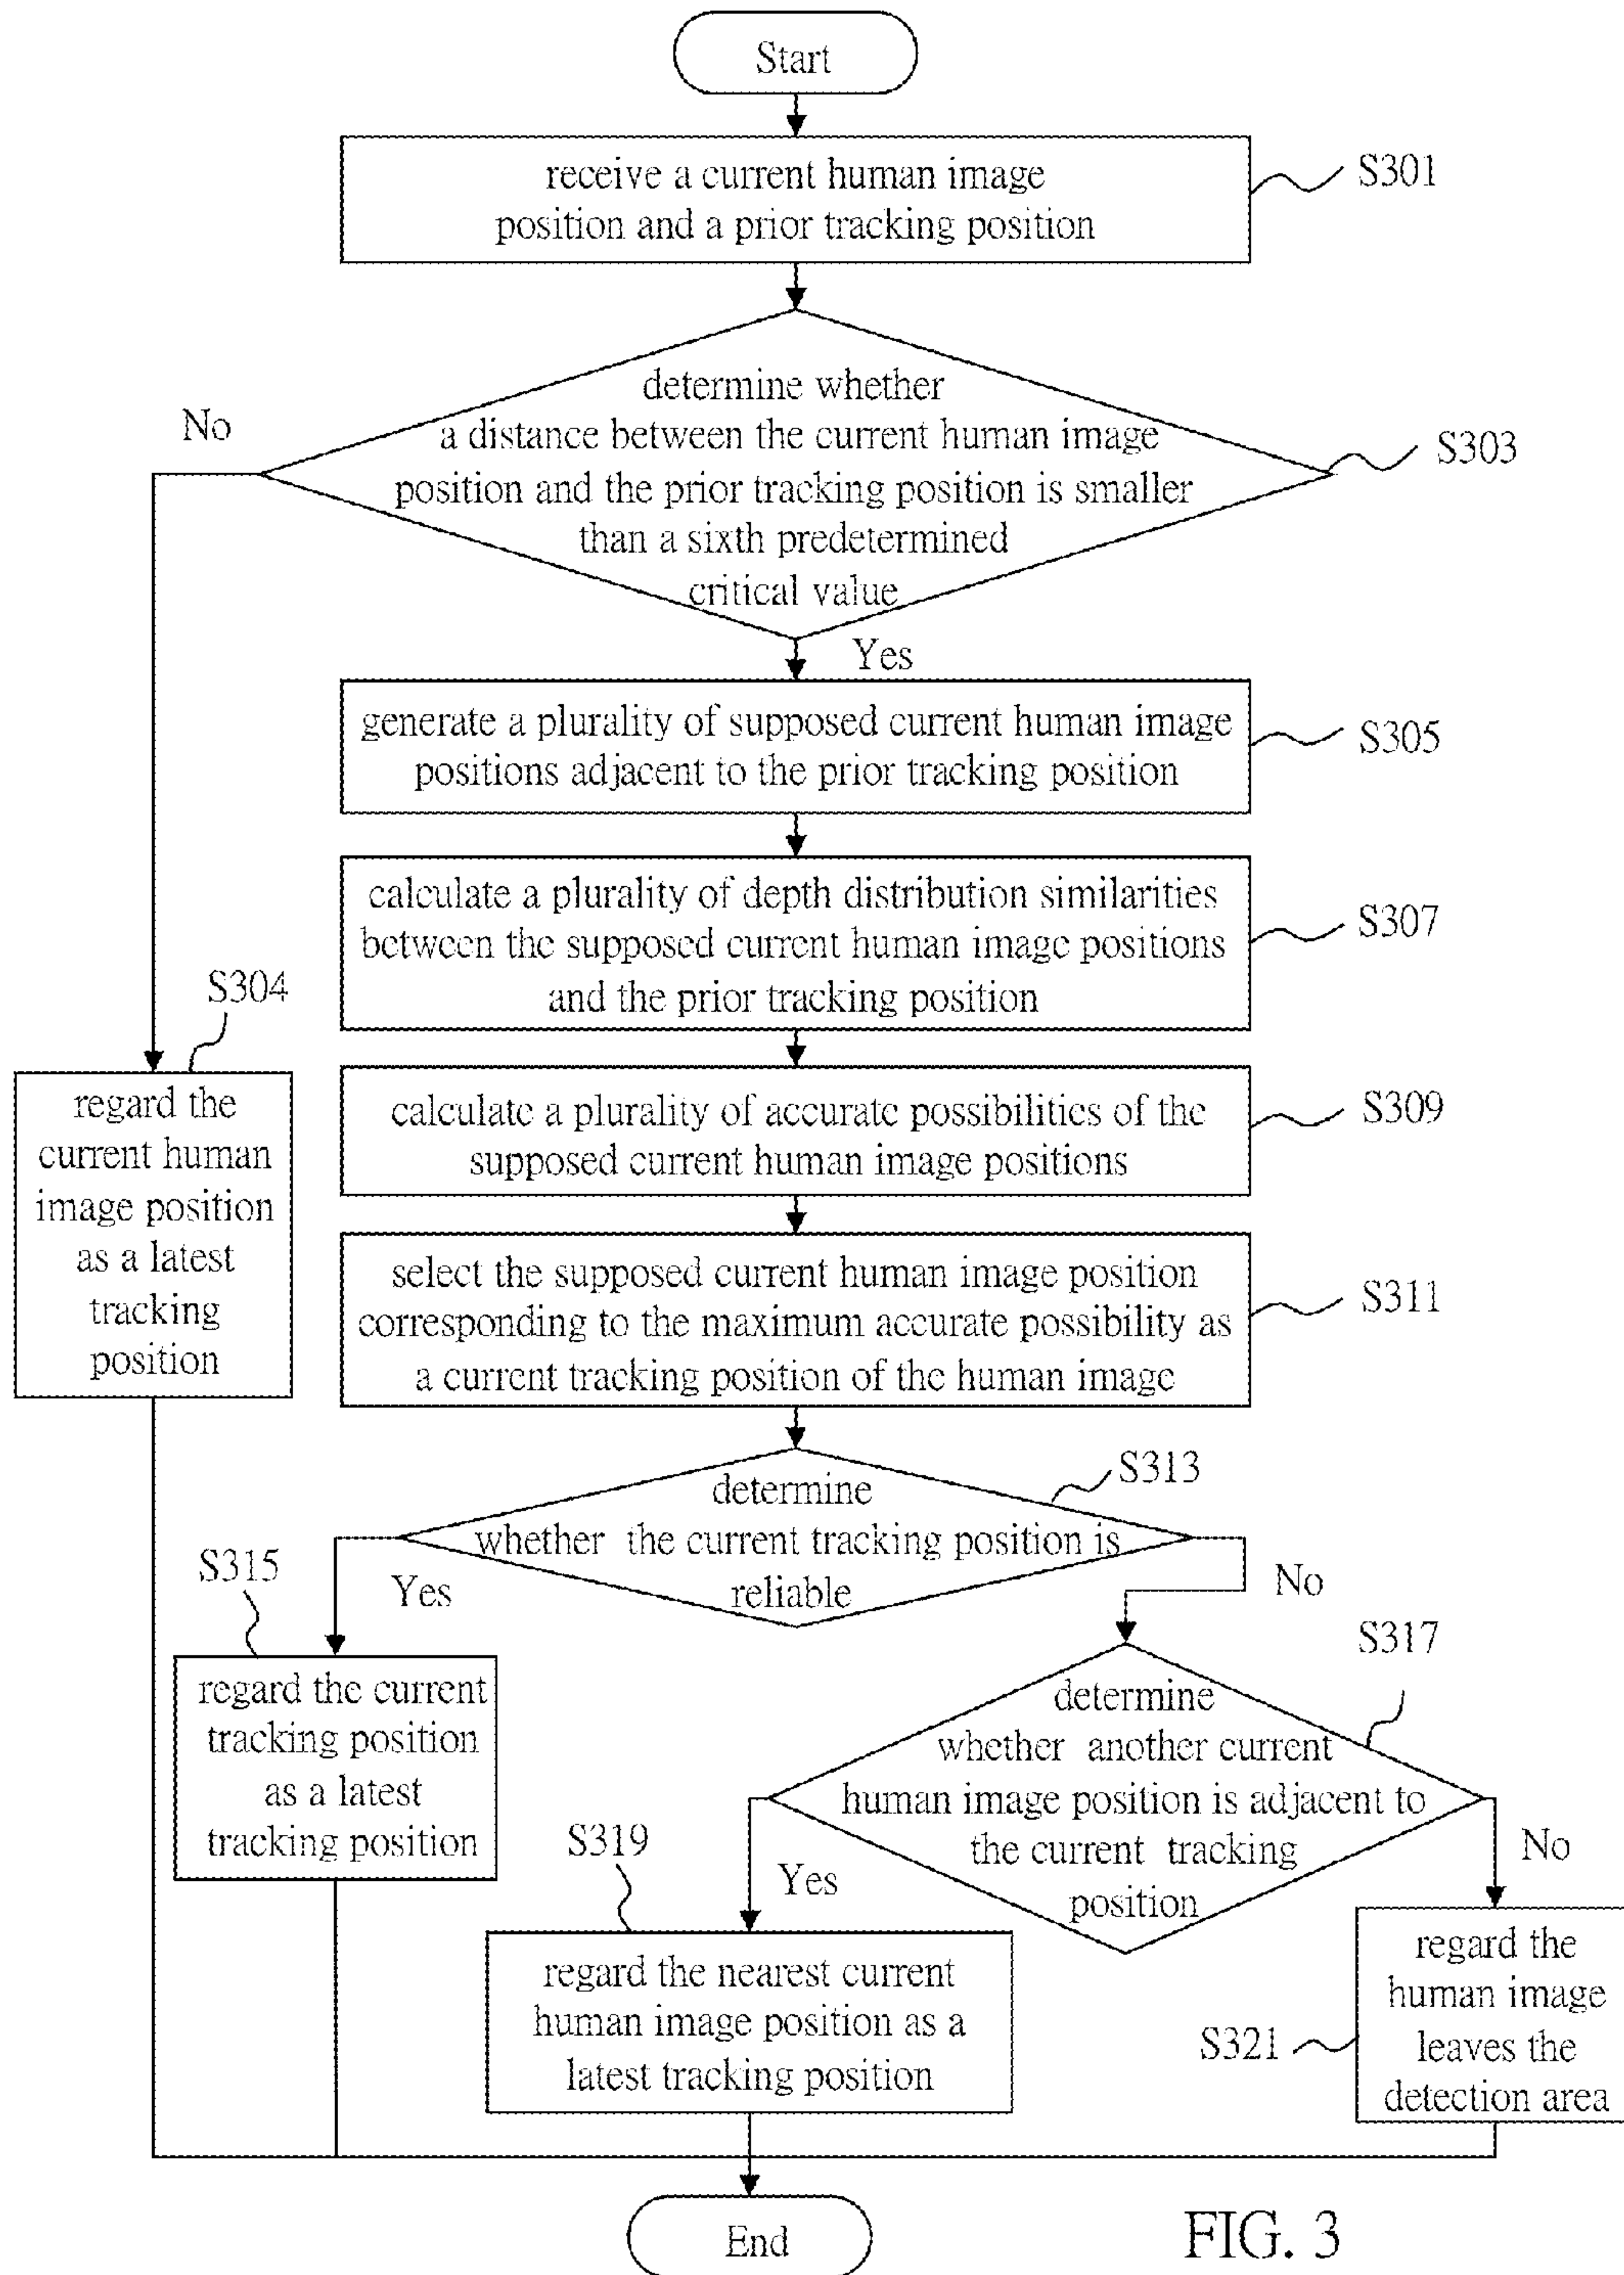 Start
receive a current human image
position and a prior tracking position
S301
determine whether
a distance between the current human image
position and the prior tracking position is smaller
than a sixth predetermined
critical value
S303
No
Yes
generate a plurality of supposed current human image
positions adjacent to the prior tracking position
S305
calculate a plurality of depth distribution similarities
between the supposed current human image positions
and the prior tracking position
S307
S304
regard the
current human
image position
as a latest
tracking
position
calculate a plurality of accurate possibilities of the
supposed current human image positions
S309
select the supposed current human image position
corresponding to the maximum accurate possibility as
a current tracking position of the human image
S311
determine
whether the current tracking position is
reliable
S313
Yes
No
S315
regard the current
tracking position
as a latest
tracking position
S317
determine
whether another current
human image position is adjacent to
the current tracking
position
Yes
No
S319
regard the nearest current
human image position as a
latest tracking position
S321
regard the
human image
leaves the
detection area
End
FIG. 3